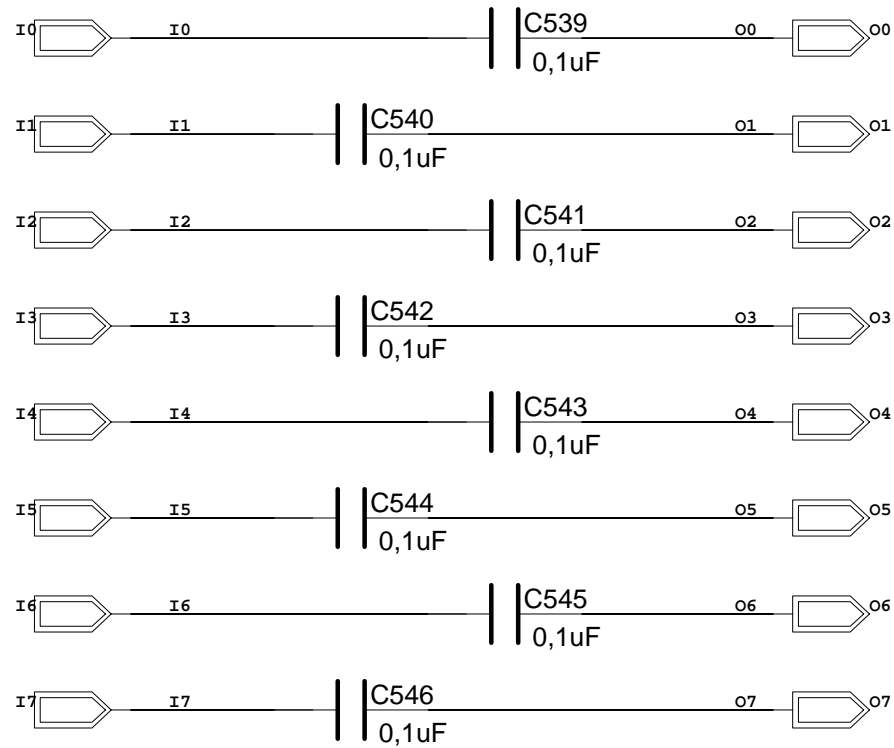 I0 I0 C539 O0 O0
0,1uF
I1 I1 C540 O1 O1
0,1uF
I2 I2 C541 O2 O2
0,1uF
I3 I3 C542 O3 O3
0,1uF
I4 I4 C543 O4 O4
0,1uF
I5 I5 C544 O5 O5
0,1uF
I6 I6 C545 O6 O6
0,1uF
I7 I7 C546 O7 O7
0,1uF